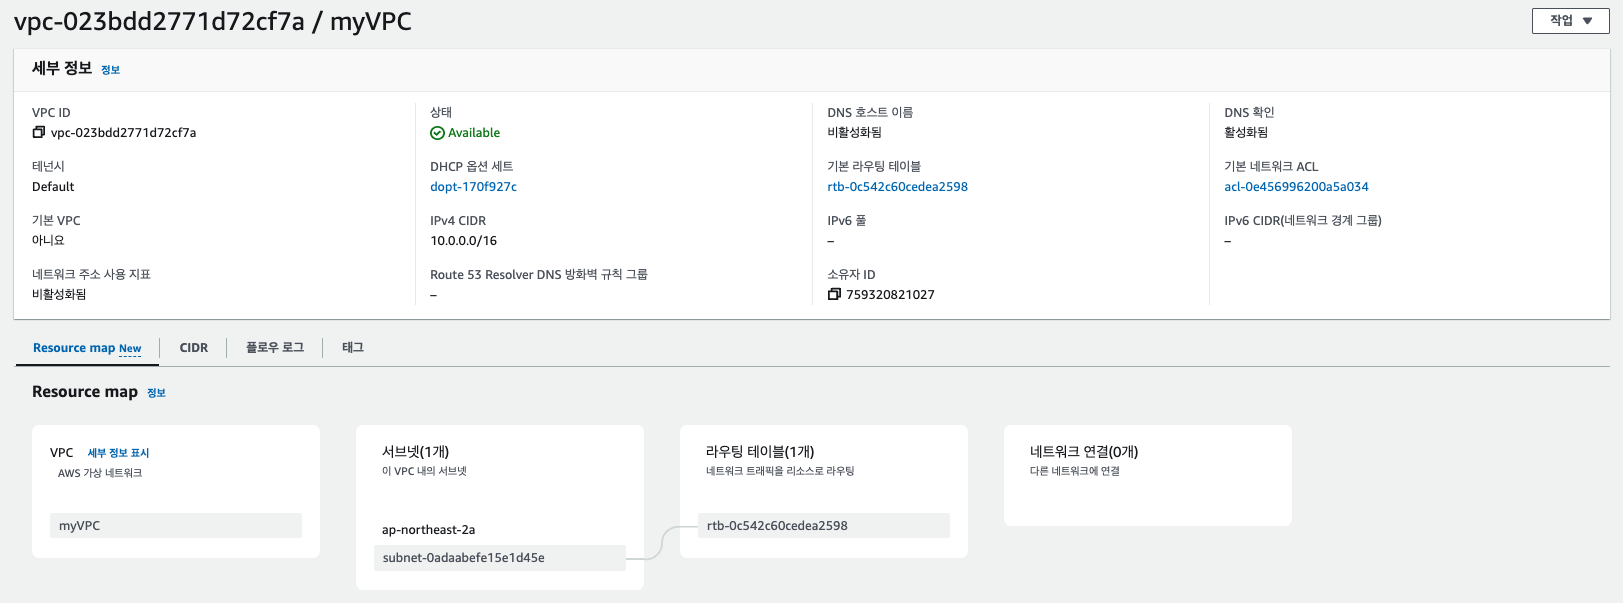 vpc-023bdd2771d72cf7a / myVPC
작업 ▼
세부 정보 정보
VPC ID
vpc-023bdd2771d72cf7a
상태
Available
DNS 호스트 이름
비활성화됨
DNS 확인
활성화됨
테넌시
Default
DHCP 옵션 세트
dopt-170f927c
기본 라우팅 테이블
rtb-0c542c60cedea2598
기본 네트워크 ACL
acl-0e456996200a5a034
기본 VPC
아니요
IPv4 CIDR
10.0.0.0/16
IPv6 풀
–
IPv6 CIDR(네트워크 경계 그룹)
–
네트워크 주소 사용 지표
비활성화됨
Route 53 Resolver DNS 방화벽 규칙 그룹
–
소유자 ID
759320821027
Resource map New
CIDR
플로우 로그
태그
Resource map 정보
VPC 세부 정보 표시
AWS 가상 네트워크
myVPC
서브넷(1개)
이 VPC 내의 서브넷
ap-northeast-2a
subnet-0adaabefe15e1d45e
라우팅 테이블(1개)
네트워크 트래픽을 리소스로 라우팅
rtb-0c542c60cedea2598
네트워크 연결(0개)
다른 네트워크에 연결